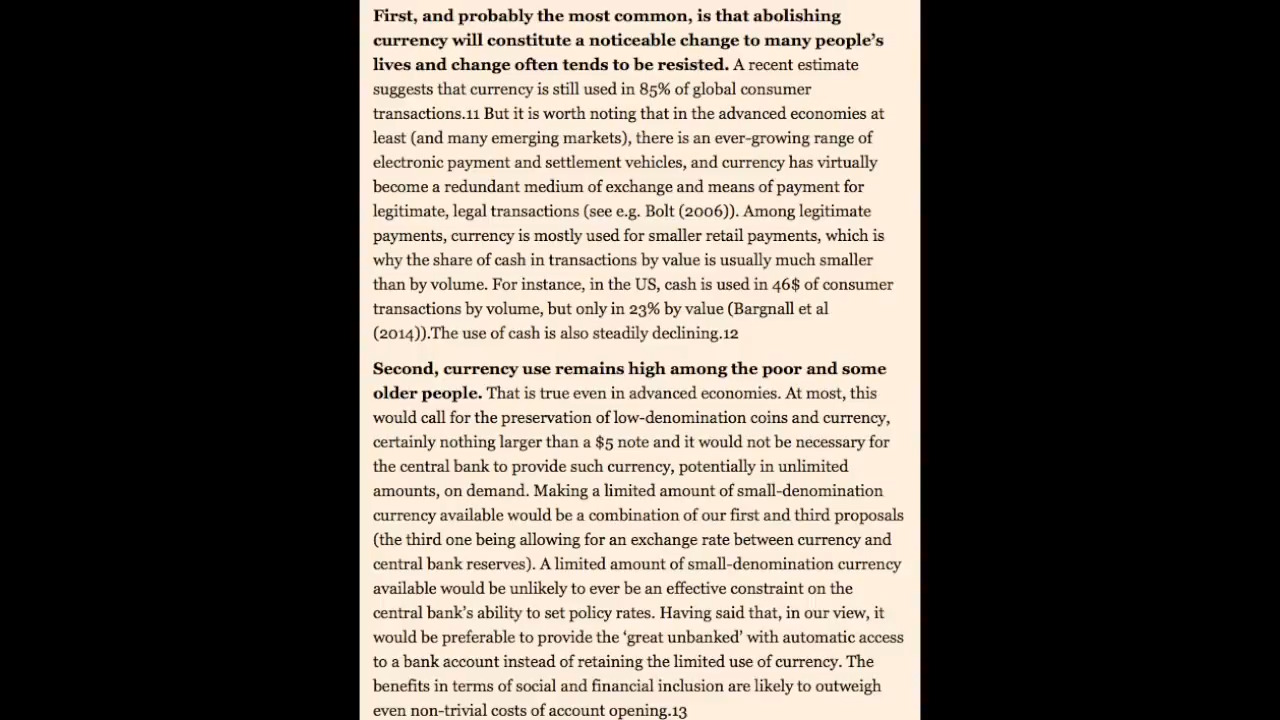 First, and probably the most common, is that abolishing
currency will constitute a noticeable change to many people’s
lives and change often tends to be resisted. A recent estimate
suggests that currency is still used in 85% of global consumer
transactions.11 But it is worth noting that in the advanced economies at
least (and many emerging markets), there is an ever-growing range of
electronic payment and settlement vehicles, and currency has virtually
become a redundant medium of exchange and means of payment for
legitimate, legal transactions (see e.g. Bolt (2006)). Among legitimate
payments, currency is mostly used for smaller retail payments, which is
why the share of cash in transactions by value is usually much smaller
than by volume. For instance, in the US, cash is used in 46$ of consumer
transactions by volume, but only in 23% by value (Bargnall et al
(2014)).The use of cash is also steadily declining.12
Second, currency use remains high among the poor and some
older people. That is true even in advanced economies. At most, this
would call for the preservation of low-denomination coins and currency,
certainly nothing larger than a $5 note and it would not be necessary for
the central bank to provide such currency, potentially in unlimited
amounts, on demand. Making a limited amount of small-denomination
currency available would be a combination of our first and third proposals
(the third one being allowing for an exchange rate between currency and
central bank reserves). A limited amount of small-denomination currency
available would be unlikely to ever be an effective constraint on the
central bank’s ability to set policy rates. Having said that, in our view, it
would be preferable to provide the ‘great unbanked’ with automatic access
to a bank account instead of retaining the limited use of currency. The
benefits in terms of social and financial inclusion are likely to outweigh
even non-trivial costs of account opening.13